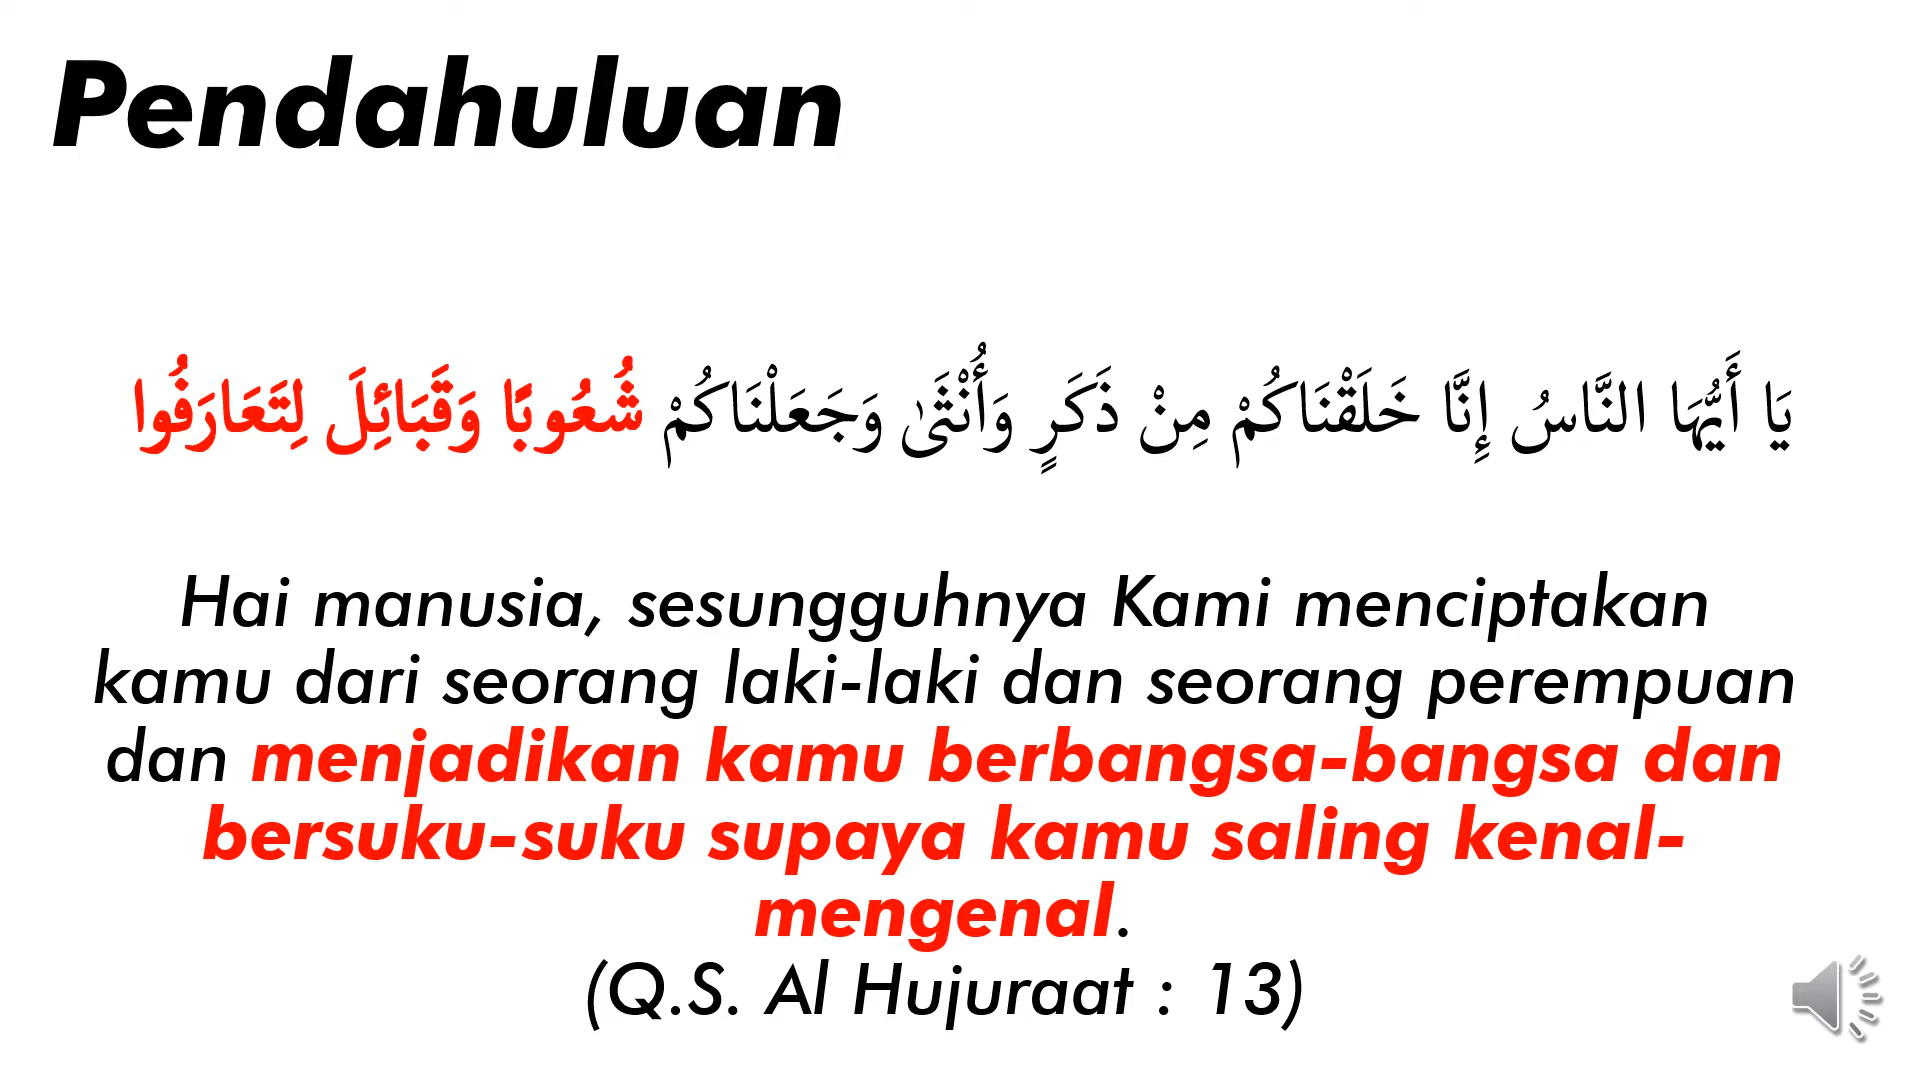 Pendahuluan
يَا أَيُّهَا النَّاسُ إِنَّا خَلَقْنَاكُمْ مِنْ ذَكَرٍ وَأُنْثَىٰ وَجَعَلْنَاكُمْ شُعُوبًا وَقَبَائِلَ لِتَعَارَفُوا
Hai manusia, sesungguhnya Kami menciptakan
kamu dari seorang laki-laki dan seorang perempuan
dan menjadikan kamu berbangsa-bangsa dan
bersuku-suku supaya kamu saling kenal-
mengenal.
(Q.S. Al Hujuraat : 13)